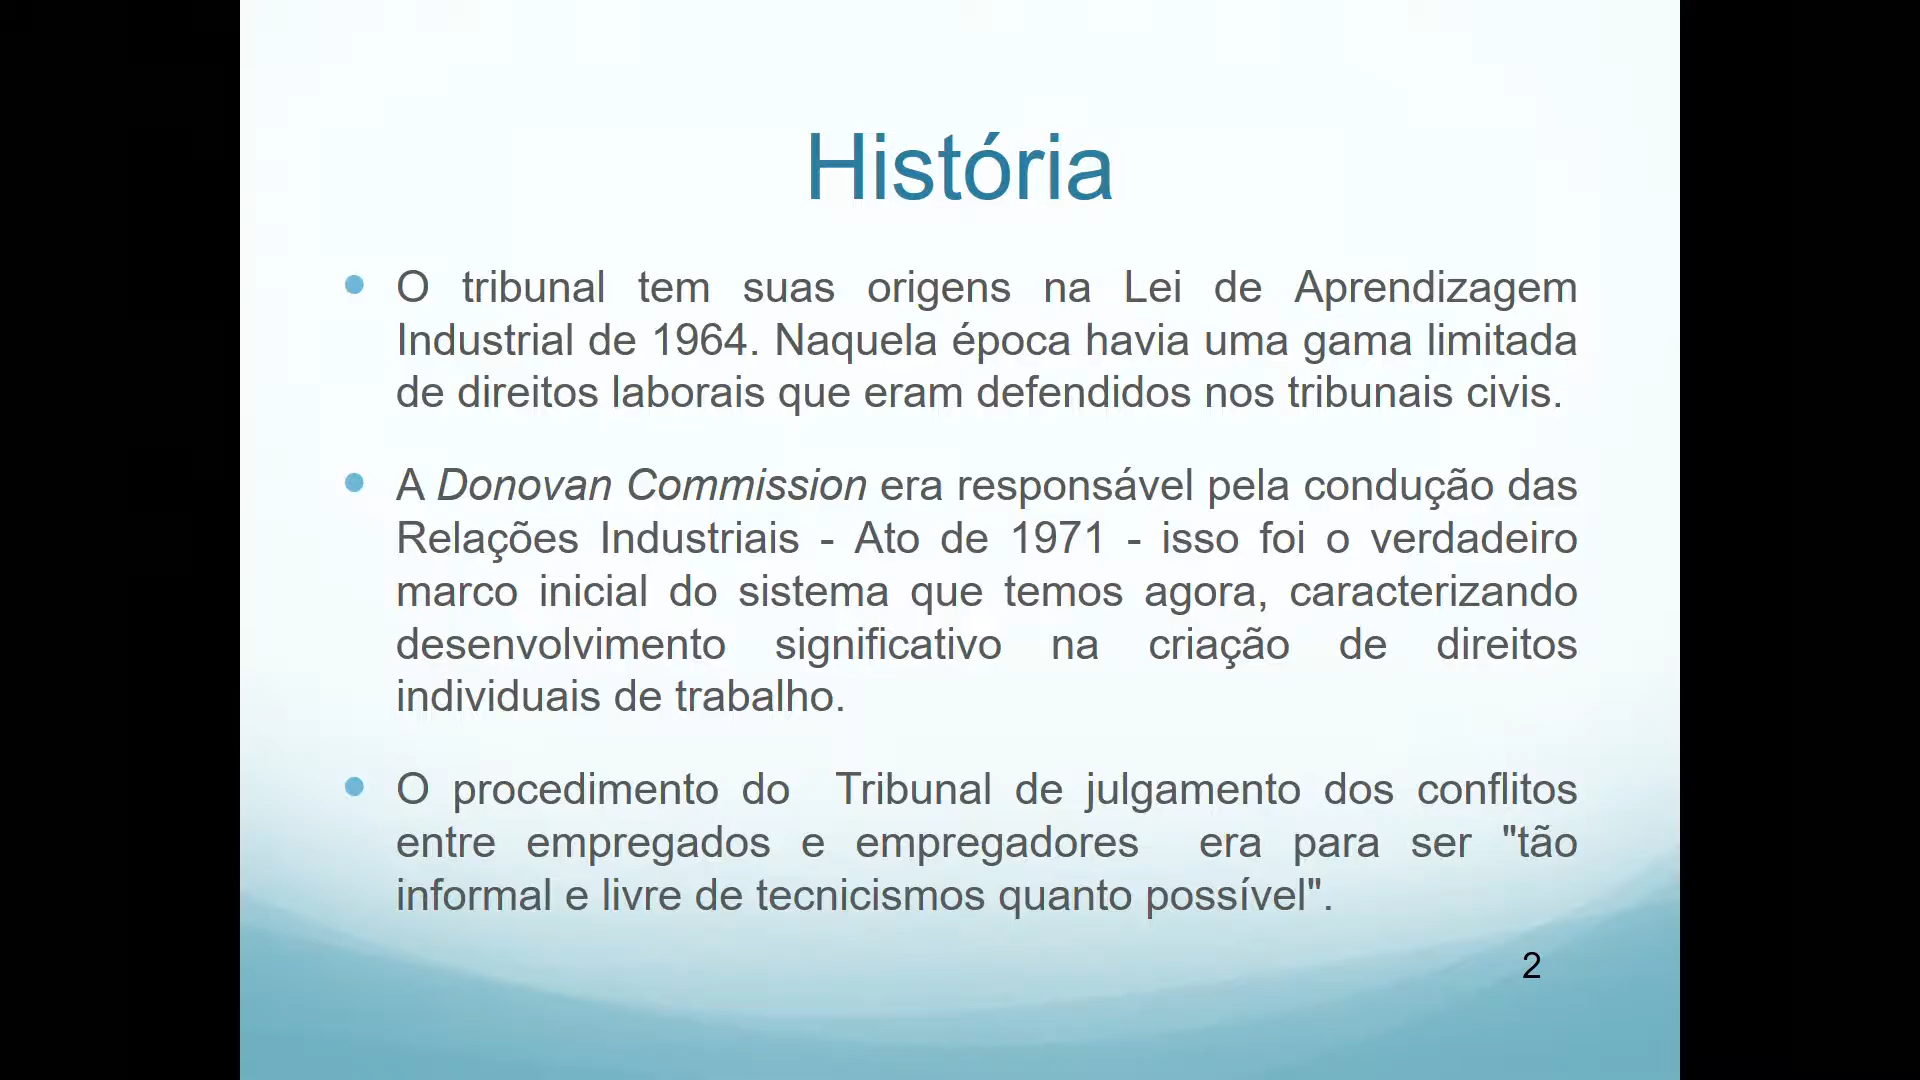 História
• O tribunal tem suas origens na Lei de Aprendizagem
Industrial de 1964. Naquela época havia uma gama limitada
de direitos laborais que eram defendidos nos tribunais civis.
• A Donovan Commission era responsável pela condução das
Relações Industriais - Ato de 1971 - isso foi o verdadeiro
marco inicial do sistema que temos agora, caracterizando
desenvolvimento significativo na criação de direitos
individuais de trabalho.
• O procedimento do Tribunal de julgamento dos conflitos
entre empregados e empregadores era para ser "tão
informal e livre de tecnicismos quanto possível".
2